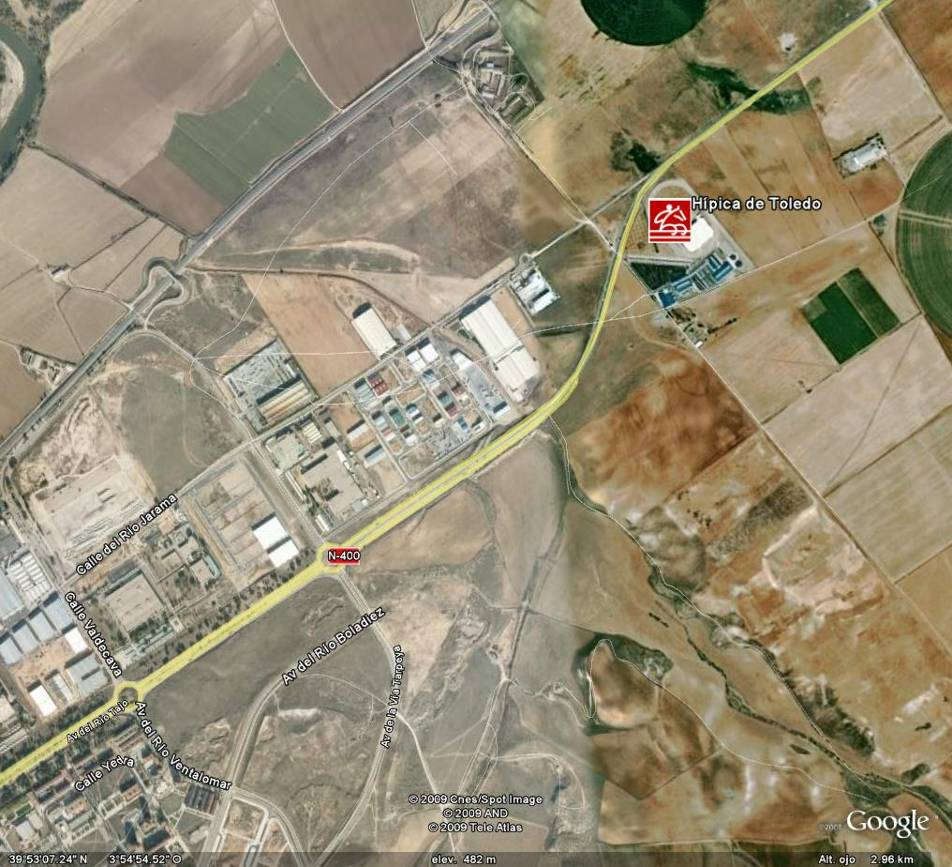 Hípica de Toledo
Calle del Río Jarama
N-400
Calle Valdecava
Av del Río Boladiez
Av de la Vía Tarpeya
Av del Río Tajo
Av del Río Ventalomar
Calle Yedra
© 2009 Cnes/Spot Image
© 2009 AND
© 2009 Tele Atlas
Google
39°53'07.24" N 3°54'54.52" O elev. 482 m Alt. ojo 2.96 km